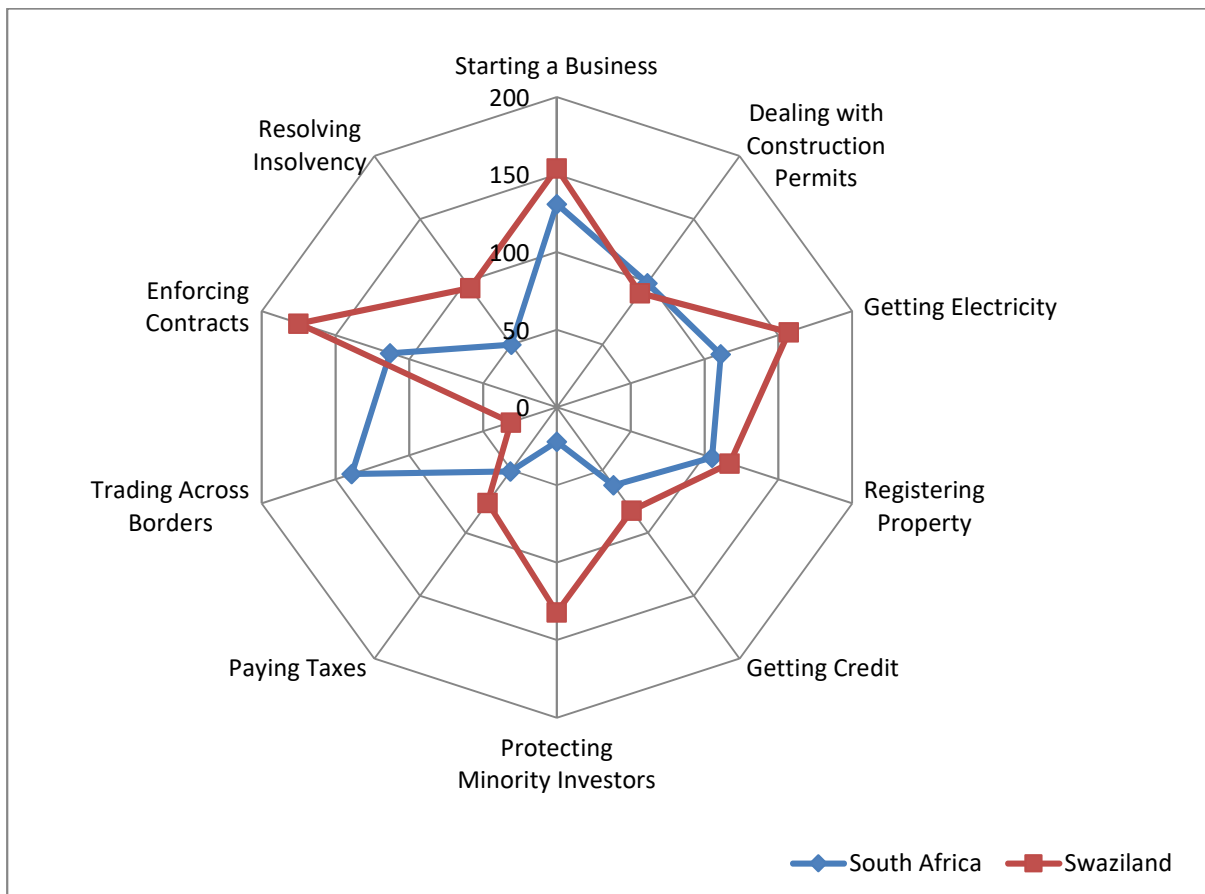 Starting a Business
200
Dealing with
Construction
Permits
Resolving
Insolvency
150
100
Enforcing
Contracts
Getting Electricity
50
0
Trading Across
Borders
Registering
Property
Paying Taxes
Getting Credit
Protecting
Minority Investors
South Africa
Swaziland